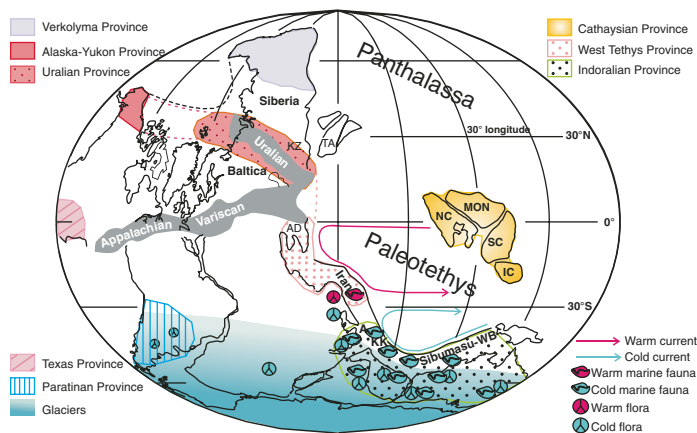 Verkolyma Province
Alaska-Yukon Province
Uralian Province
Cathaysian Province
West Tethys Province
Indoralian Province
Panthalassa
Siberia
30° longitude
30°N
TA
KZ
Uralian
Baltica
Variscan
Appalachian
AD
NC
MON
SC
IC
0°
Paleotethys
Iran
30°S
A
KK
Sibumasu-WB
Texas Province
Paratinan Province
Glaciers
Warm current
Cold current
Warm marine fauna
Cold marine fauna
Warm flora
Cold flora